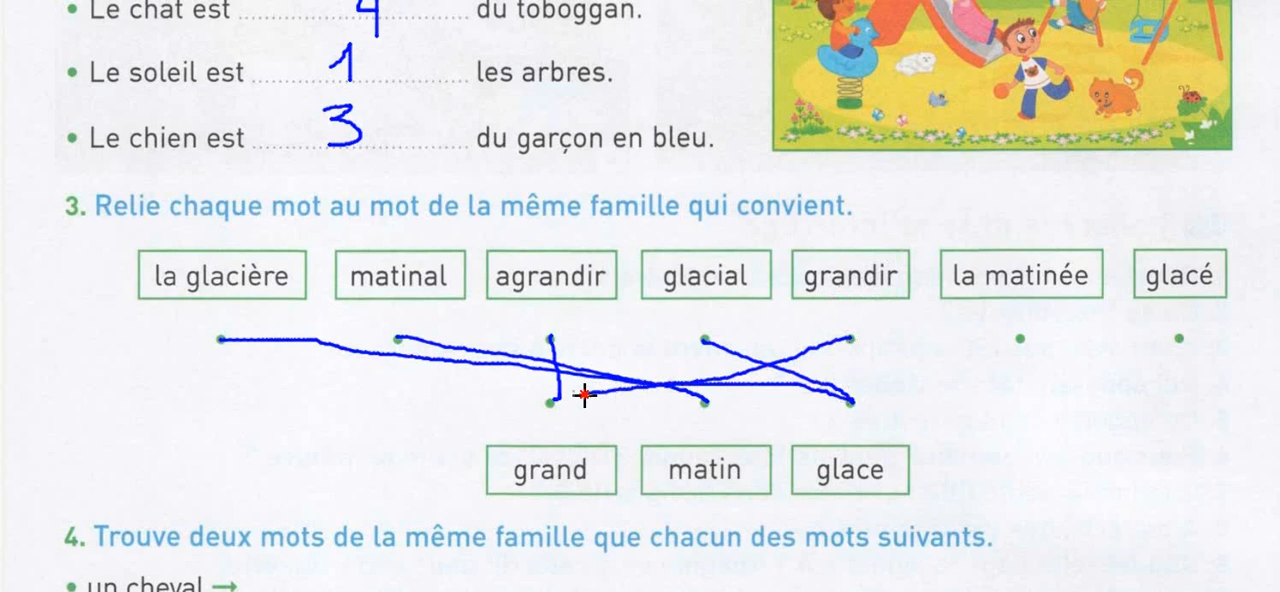 • Le chat est 4 du toboggan.
• Le soleil est 1 les arbres.
• Le chien est 3 du garçon en bleu.
3. Relie chaque mot au mot de la même famille qui convient.
la glacière matinal agrandir glacial grandir la matinée glacé
grand matin glace
4. Trouve deux mots de la même famille que chacun des mots suivants.
• un cheval →